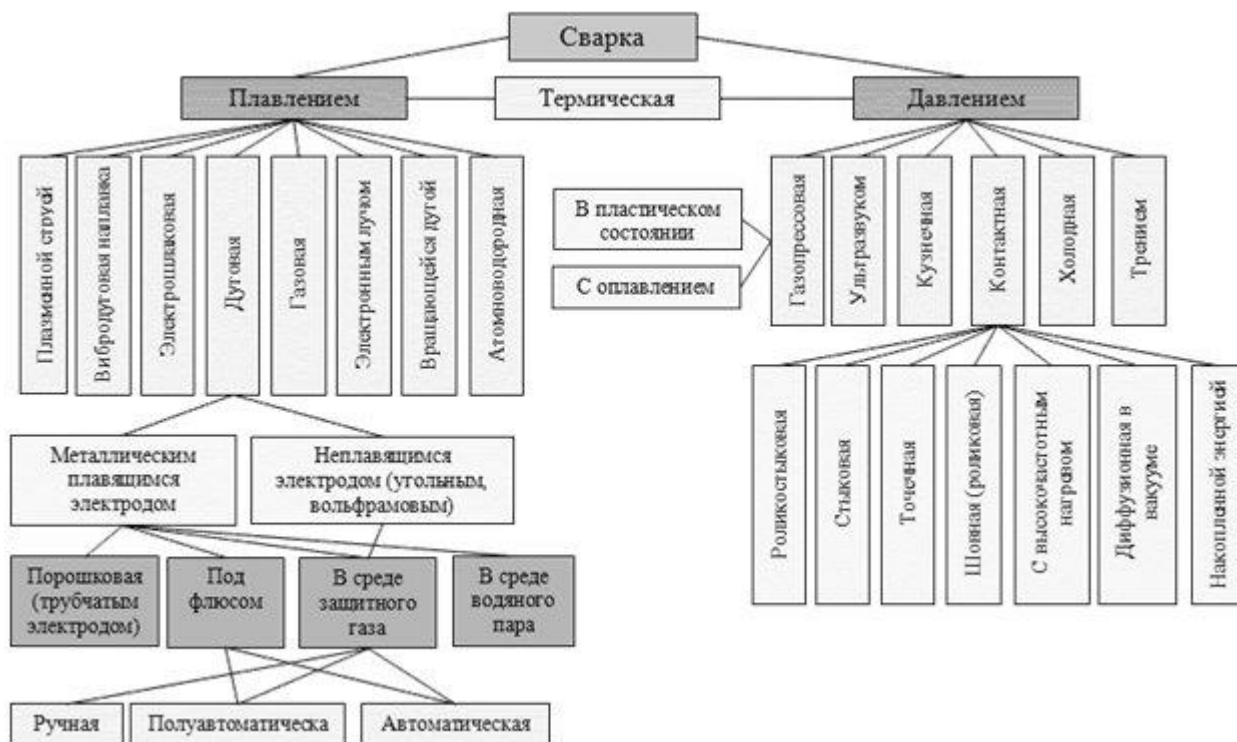 Сварка
Плавлением
Термическая
Давлением
Плазменной струей
Вибродуговая наплавка
Электрошлаковая
Дуговая
Газовая
Электронным лучом
Вращающейся дугой
Атомноводородная
В пластическом
состоянии
С оплавлением
Газопрессовая
Ультразвуком
Кузнечная
Контактная
Холодная
Трением
Металлическим
плавящимся
электродом
Неплавящимся
электродом (угольным,
вольфрамовым)
Роликостыковая
Стыковая
Точечная
Шовная (роликовая)
С высокочастотным
нагревом
Диффузионная в
вакууме
Накопленной энергией
Порошковая
(трубчатым
электродом)
Под
флюсом
В среде
защитного
газа
В среде
водяного
пара
Ручная
Полуавтоматическа
Автоматическая